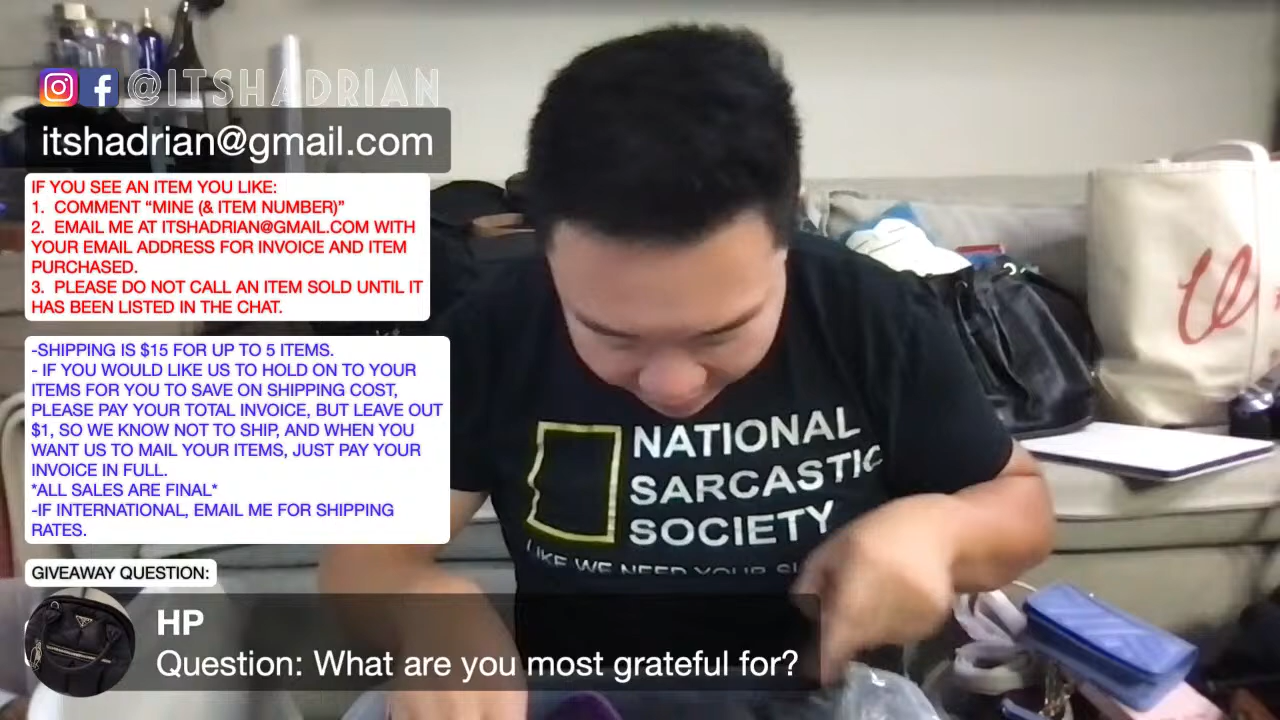 @ITSHADRIAN
itshadrian@gmail.com
IF YOU SEE AN ITEM YOU LIKE:
1. COMMENT “MINE (& ITEM NUMBER)”
2. EMAIL ME AT ITSHADRIAN@GMAIL.COM WITH
YOUR EMAIL ADDRESS FOR INVOICE AND ITEM
PURCHASED.
3. PLEASE DO NOT CALL AN ITEM SOLD UNTIL IT
HAS BEEN LISTED IN THE CHAT.
-SHIPPING IS $15 FOR UP TO 5 ITEMS.
- IF YOU WOULD LIKE US TO HOLD ON TO YOUR
ITEMS FOR YOU TO SAVE ON SHIPPING COST,
PLEASE PAY YOUR TOTAL INVOICE, BUT LEAVE OUT
$1, SO WE KNOW NOT TO SHIP, AND WHEN YOU
WANT US TO MAIL YOUR ITEMS, JUST PAY YOUR
INVOICE IN FULL.
*ALL SALES ARE FINAL*
-IF INTERNATIONAL, EMAIL ME FOR SHIPPING
RATES.
GIVEAWAY QUESTION:
HP
Question: What are you most grateful for?
NATIONAL
SARCASTIC
SOCIETY
LIKE WE NEED YOUR